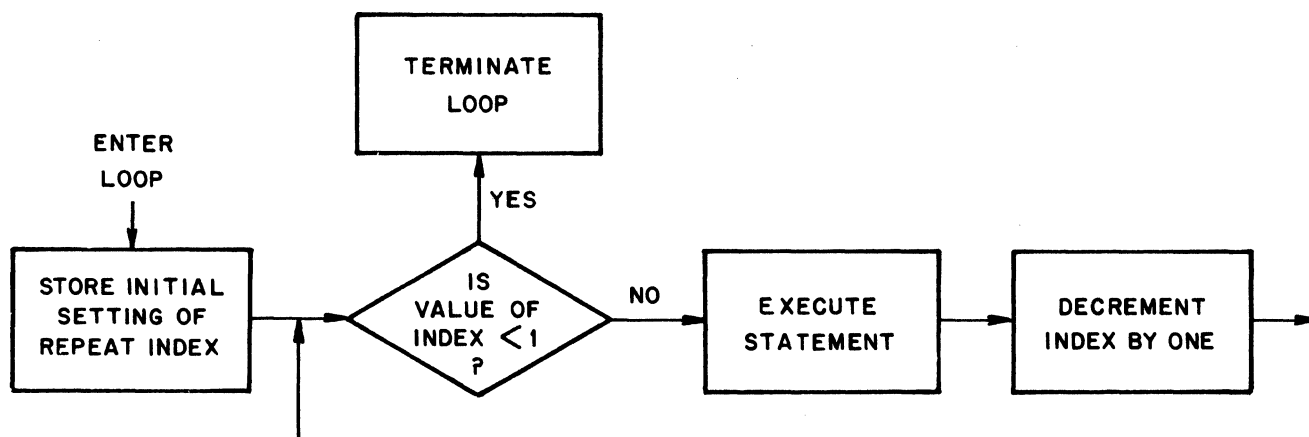 TERMINATE
LOOP
ENTER
LOOP
YES
STORE INITIAL
SETTING OF
REPEAT INDEX
IS
VALUE OF
INDEX < 1
?
NO
EXECUTE
STATEMENT
DECREMENT
INDEX BY ONE